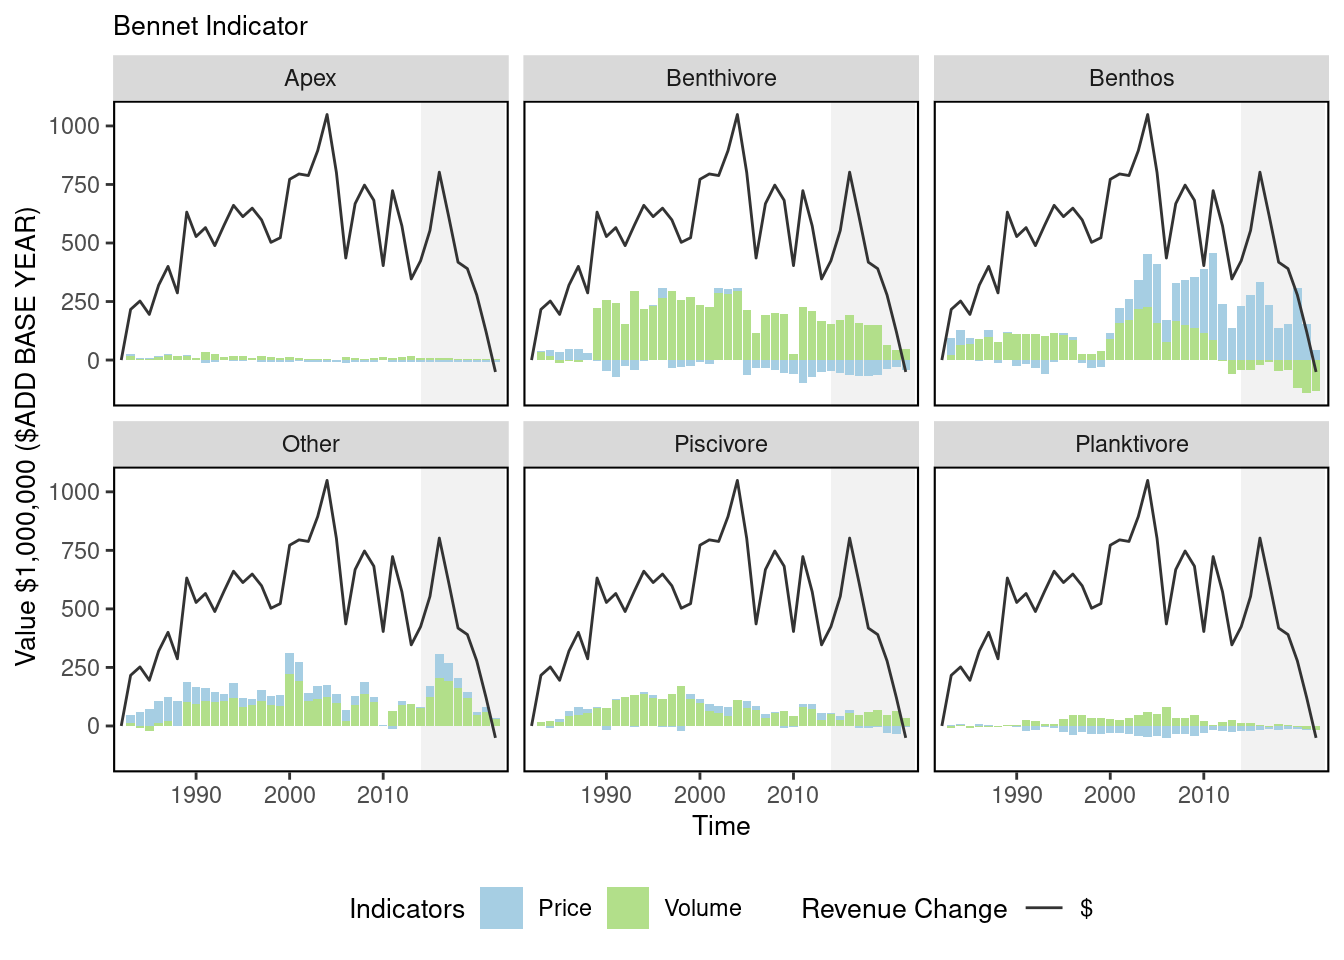 Bennet Indicator
Apex
Benthivore
Benthos
1000
750
500
250
0
Other
Piscivore
Planktivore
1000
750
500
250
0
Value $1,000,000 ($ADD BASE YEAR)
1990 2000 2010
1990 2000 2010
1990 2000 2010
Time
Indicators Price Volume Revenue Change $